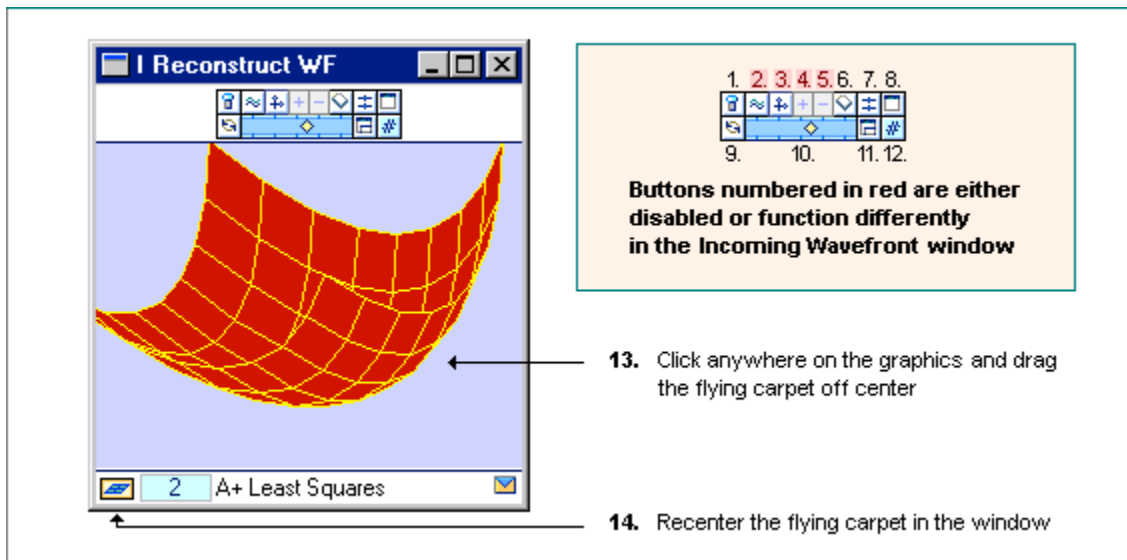 I Reconstruct WF
2 A+ Least Squares
1. 2. 3. 4. 5. 6. 7. 8.
9. 10. 11. 12.
Buttons numbered in red are either
disabled or function differently
in the Incoming Wavefront window
13. Click anywhere on the graphics and drag
the flying carpet off center
14. Recenter the flying carpet in the window